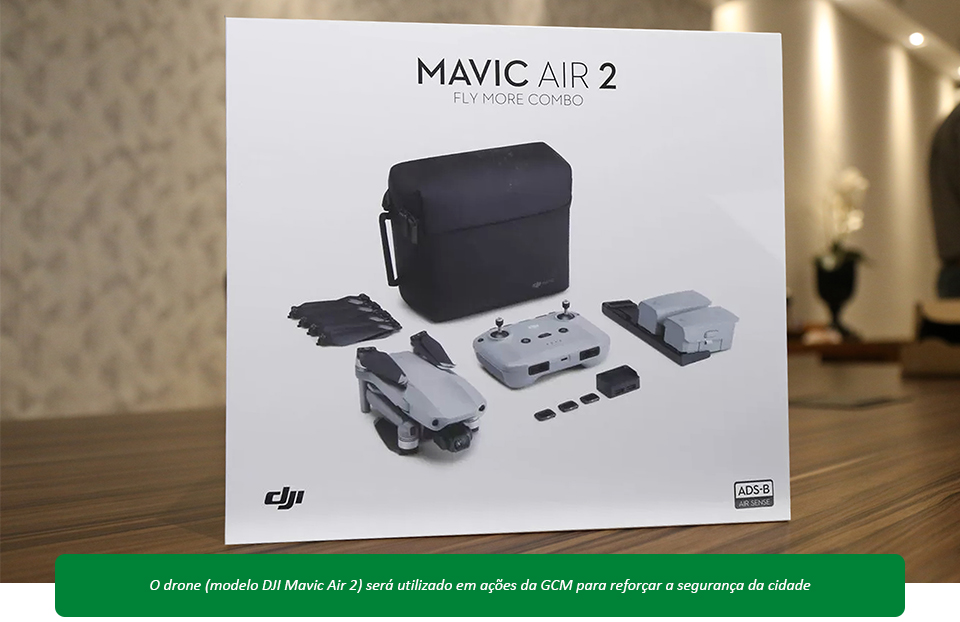 MAVIC AIR 2
FLY MORE COMBO
dji
ADS-B
AIR SENSE
O drone (modelo DJI Mavic Air 2) será utilizado em ações da GCM para reforçar a segurança da cidade